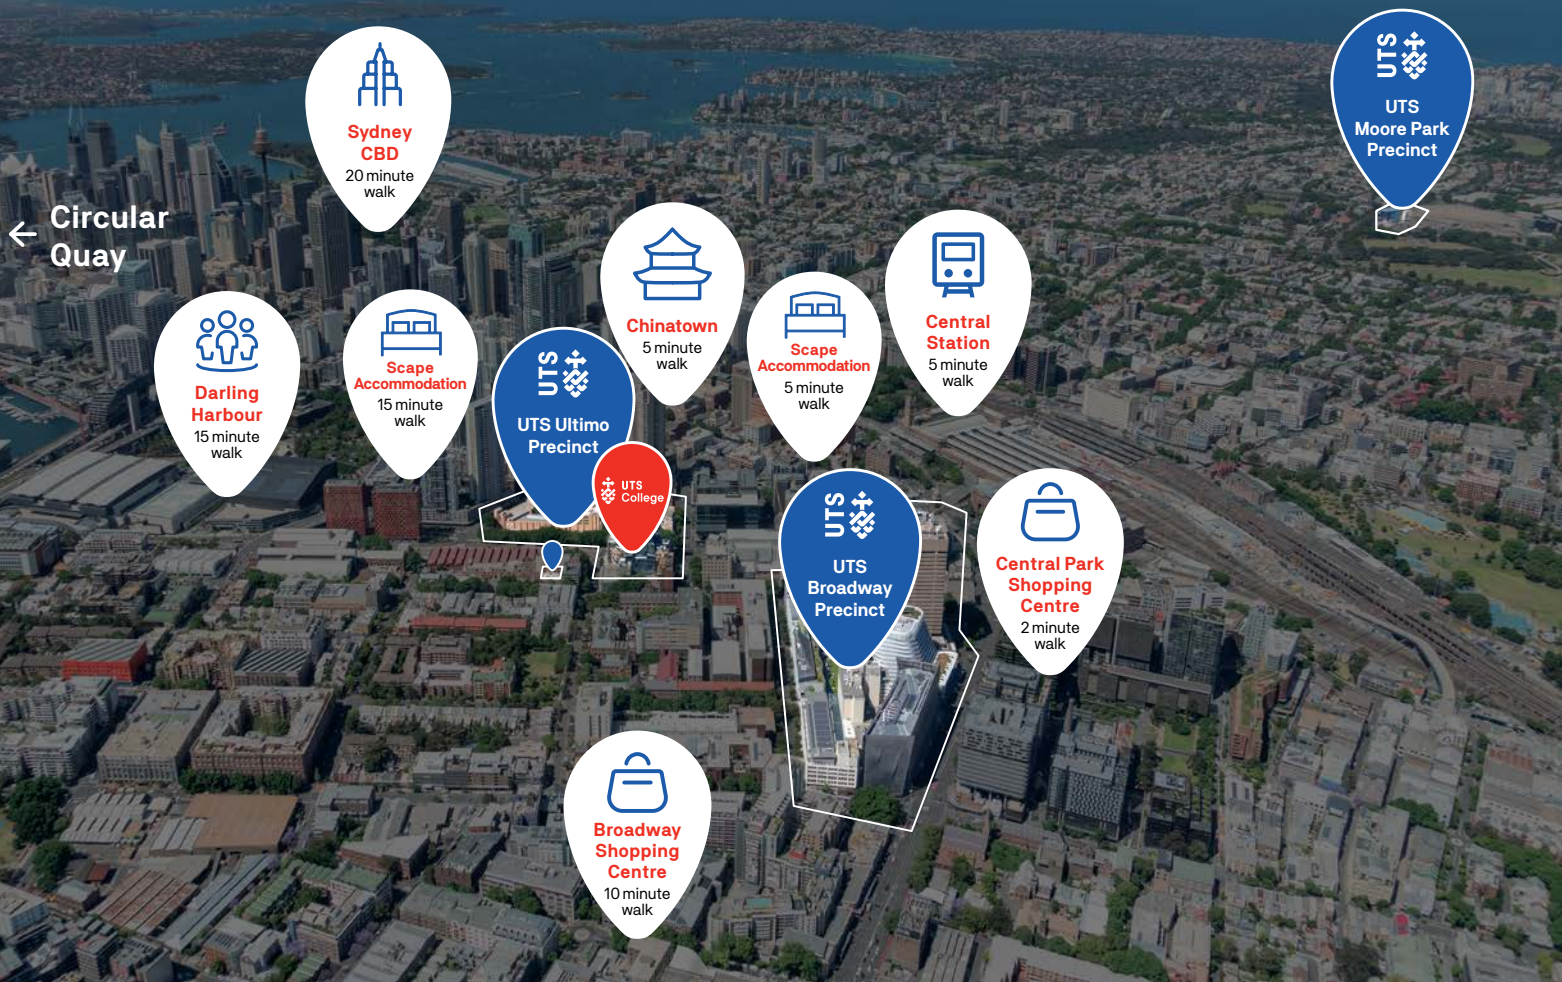 UTS
UTS
Moore Park
Precinct
Sydney
CBD
20 minute
walk
Circular
Quay
Chinatown
5 minute
walk
Central
Station
5 minute
walk
Darling
Harbour
15 minute
walk
Scape
Accommodation
15 minute
walk
UTS
UTS Ultimo
Precinct
UTS
College
Scape
Accommodation
5 minute
walk
UTS
UTS
Broadway
Precinct
Central Park
Shopping
Centre
2 minute
walk
Broadway
Shopping
Centre
10 minute
walk